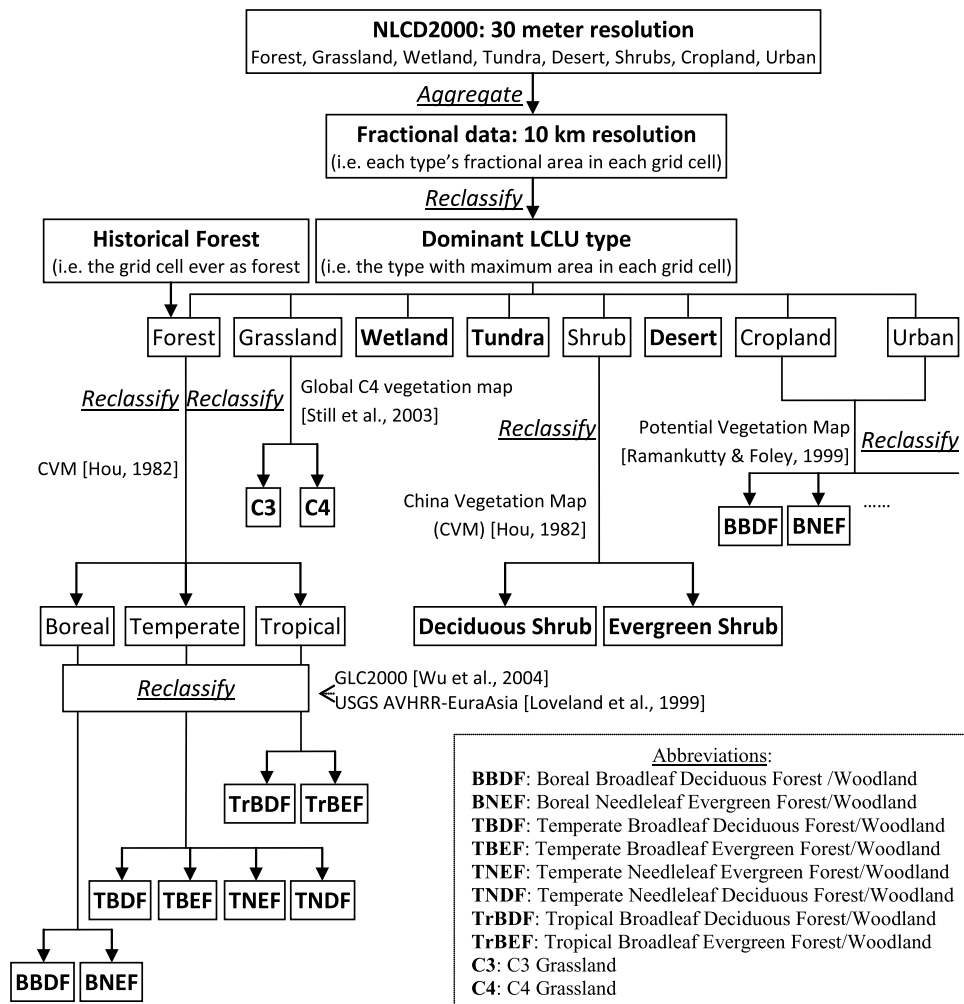 NLCD2000: 30 meter resolution
Forest, Grassland, Wetland, Tundra, Desert, Shrubs, Cropland, Urban
Aggregate
Fractional data: 10 km resolution
(i.e. each type's fractional area in each grid cell)
Reclassify
Historical Forest
(i.e. the grid cell ever as forest
Dominant LCLU type
(i.e. the type with maximum area in each grid cell)
Forest
Grassland
Wetland
Tundra
Shrub
Desert
Cropland
Urban
Reclassify
Reclassify
Global C4 vegetation map
[Still et al., 2003]
Reclassify
Potential Vegetation Map
[Ramankutty & Foley, 1999]
Reclassify
CVM [Hou, 1982]
C3
C4
China Vegetation Map
(CVM) [Hou, 1982]
BBDF
BNEF
......
Boreal
Temperate
Tropical
Deciduous Shrub
Evergreen Shrub
Reclassify
GLC2000 [Wu et al., 2004]
USGS AVHRR-EuraAsia [Loveland et al., 1999]
TrBDF
TrBEF
TBDF
TBEF
TNEF
TNDF
BBDF
BNEF
Abbreviations:
BBDF: Boreal Broadleaf Deciduous Forest /Woodland
BNEF: Boreal Needleleaf Evergreen Forest/Woodland
TBDF: Temperate Broadleaf Deciduous Forest/Woodland
TBEF: Temperate Broadleaf Evergreen Forest/Woodland
TNEF: Temperate Needleleaf Evergreen Forest/Woodland
TNDF: Temperate Needleleaf Deciduous Forest/Woodland
TrBDF: Tropical Broadleaf Deciduous Forest/Woodland
TrBEF: Tropical Broadleaf Evergreen Forest/Woodland
C3: C3 Grassland
C4: C4 Grassland